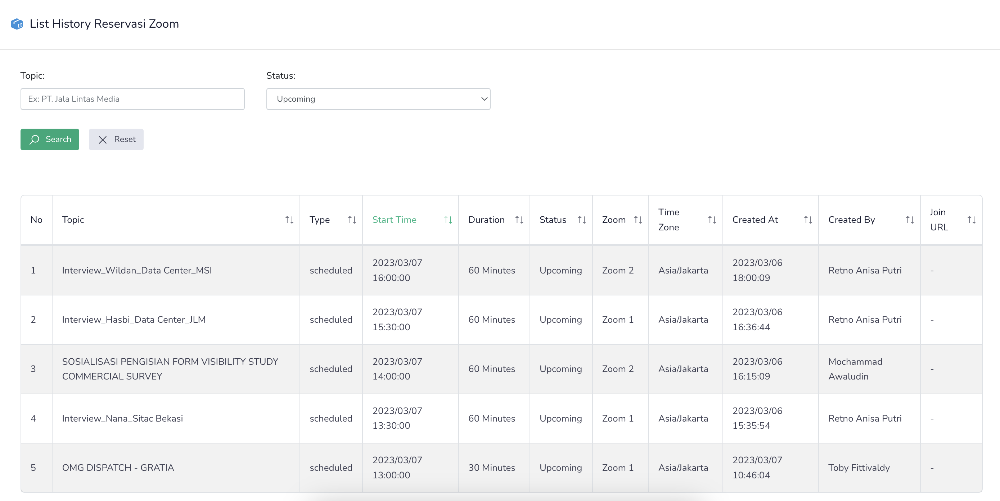 List History Reservasi Zoom
Topic:
Status:
Ex: PT. Jala Lintas Media
Upcoming
Search
Reset
No
Topic
Type
Start Time
Duration
Status
Zoom
Time
Zone
Created At
Created By
Join
URL
1
Interview_Wildan_Data Center_MSI
scheduled
2023/03/07
16:00:00
60 Minutes
Upcoming
Zoom 2
Asia/Jakarta
2023/03/06
18:00:09
Retno Anisa Putri
-
2
Interview_Hasbi_Data Center_JLM
scheduled
2023/03/07
15:30:00
60 Minutes
Upcoming
Zoom 1
Asia/Jakarta
2023/03/06
16:36:44
Retno Anisa Putri
-
3
SOSIALISASI PENGISIAN FORM VISIBILITY STUDY
COMMERCIAL SURVEY
scheduled
2023/03/07
14:00:00
60 Minutes
Upcoming
Zoom 2
Asia/Jakarta
2023/03/06
16:15:09
Mochammad
Awaludin
-
4
Interview_Nana_Sitac Bekasi
scheduled
2023/03/07
13:30:00
60 Minutes
Upcoming
Zoom 1
Asia/Jakarta
2023/03/06
15:35:54
Retno Anisa Putri
-
5
OMG DISPATCH - GRATIA
scheduled
2023/03/07
13:00:00
30 Minutes
Upcoming
Zoom 1
Asia/Jakarta
2023/03/07
10:46:04
Toby Fittivaldy
-